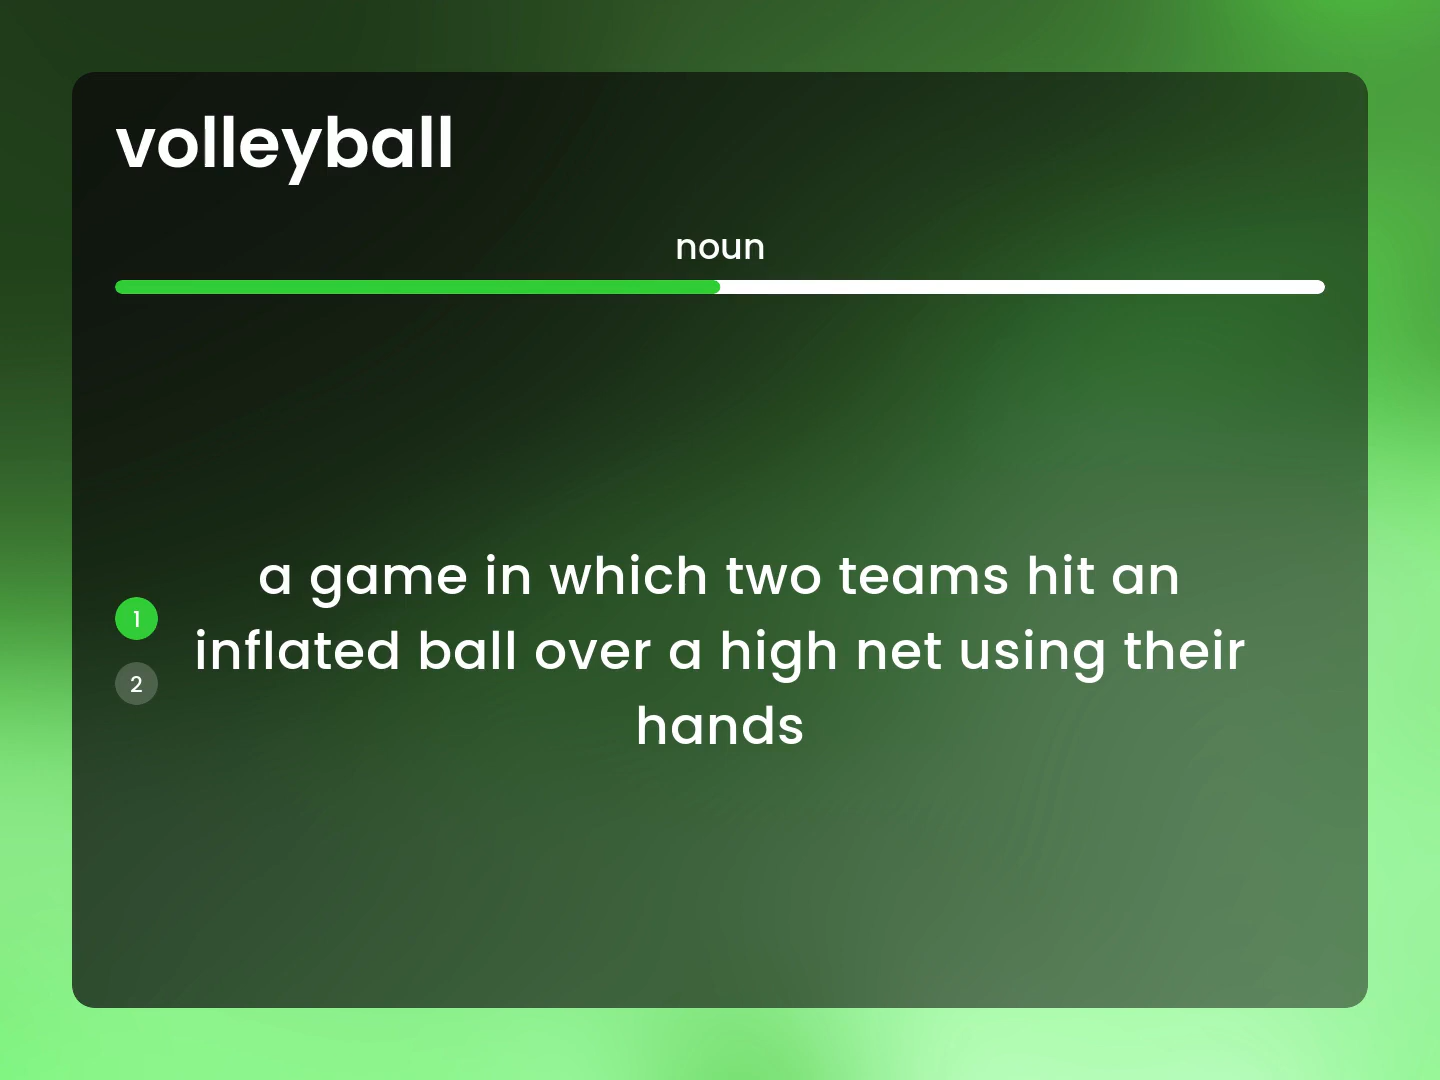 volleyball
noun
a game in which two teams hit an
1
inflated ball over a high net using their
2
hands